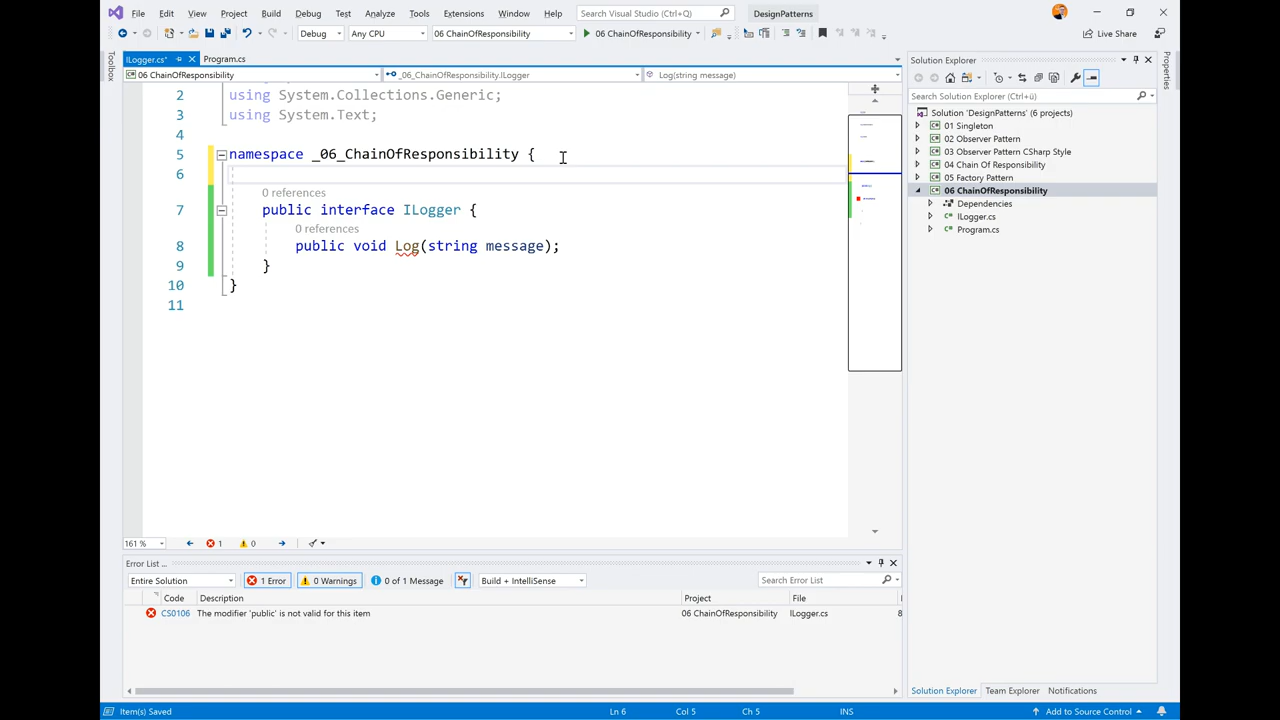 File Edit View Project Build Debug Test Analyze Tools Extensions Window Help Search Visual Studio (Ctrl+Q) DesignPatterns
Debug Any CPU 06 ChainOfResponsibility 06 ChainOfResponsibility Live Share
Toolbox
ILogger.cs* Program.cs
06 ChainOfResponsibility _06_ChainOfResponsibility.ILogger Log(string message)
2 using System.Collections.Generic;
3 using System.Text;
4
5 namespace _06_ChainOfResponsibility {
6
0 references
7 public interface ILogger {
0 references
8 public void Log(string message);
9 }
10 }
11
161 % 1 0
Error List ...
Entire Solution 1 Error 0 Warnings 0 of 1 Message Build + IntelliSense Search Error List
Code Description Project File
CS0106 The modifier 'public' is not valid for this item 06 ChainOfResponsibility ILogger.cs 8
Solution Explorer
Search Solution Explorer (Ctrl+ü)
Solution 'DesignPatterns' (6 projects)
01 Singleton
02 Observer Pattern
03 Observer Pattern CSharp Style
04 Chain Of Responsibility
05 Factory Pattern
06 ChainOfResponsibility
Dependencies
ILogger.cs
Program.cs
Solution Explorer Team Explorer Notifications
Properties
Item(s) Saved Ln 6 Col 5 Ch 5 INS Add to Source Control